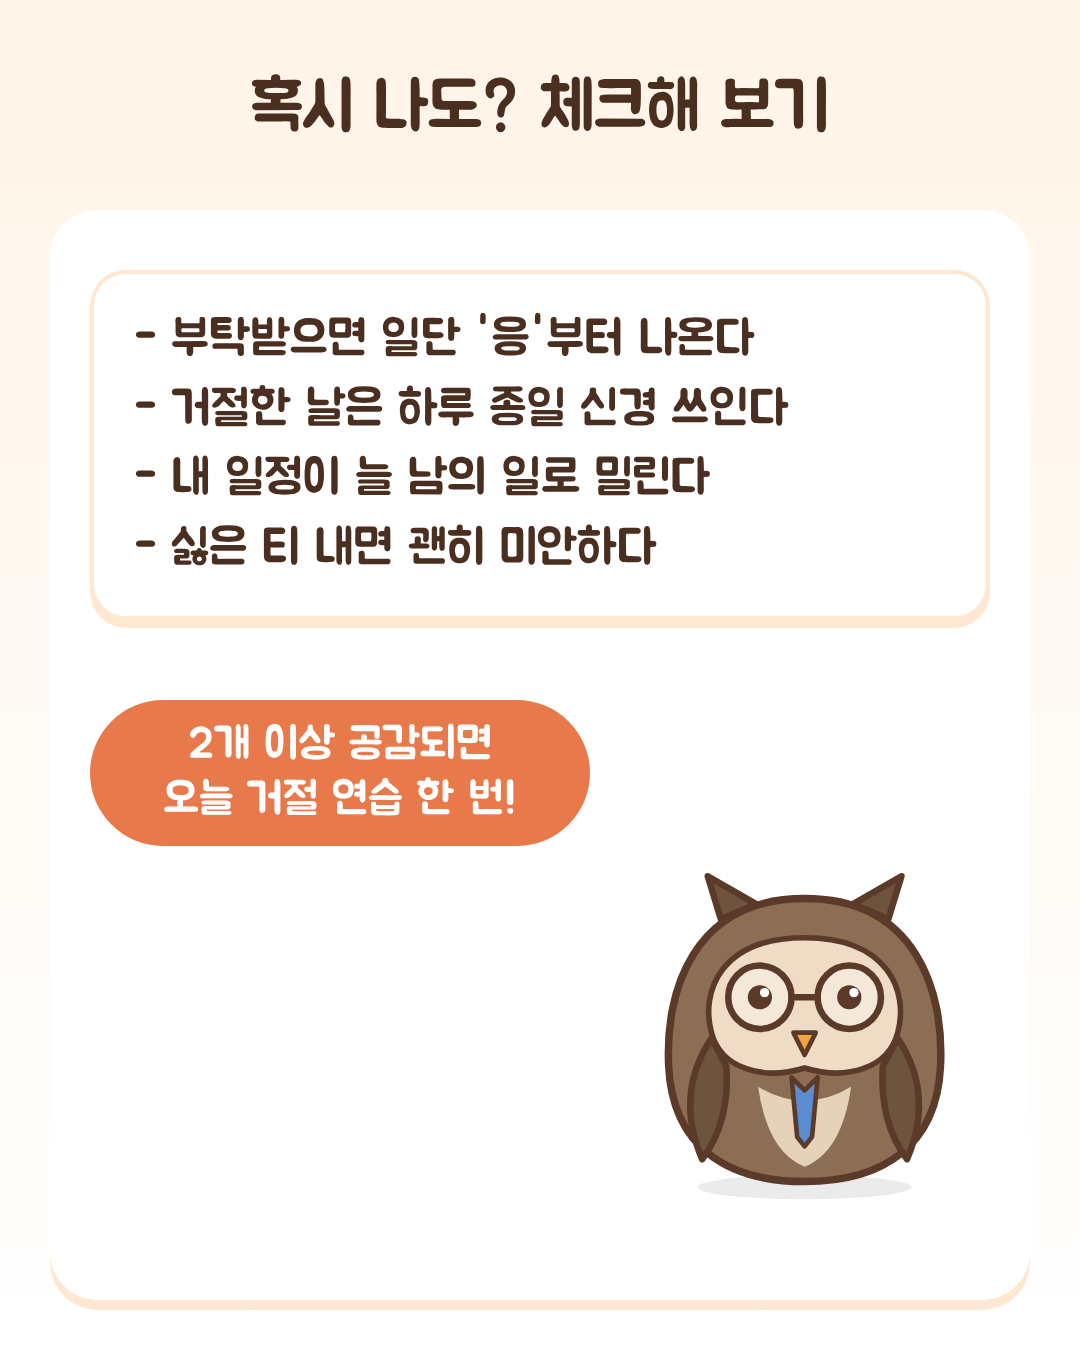 혹시 나도? 체크해 보기
- 부탁받으면 일단 '응'부터 나온다
- 거절한 날은 하루 종일 신경 쓰인다
- 내 일정이 늘 남의 일로 밀린다
- 싫은 티 내면 괜히 미안하다
2개 이상 공감되면
오늘 거절 연습 한 번!